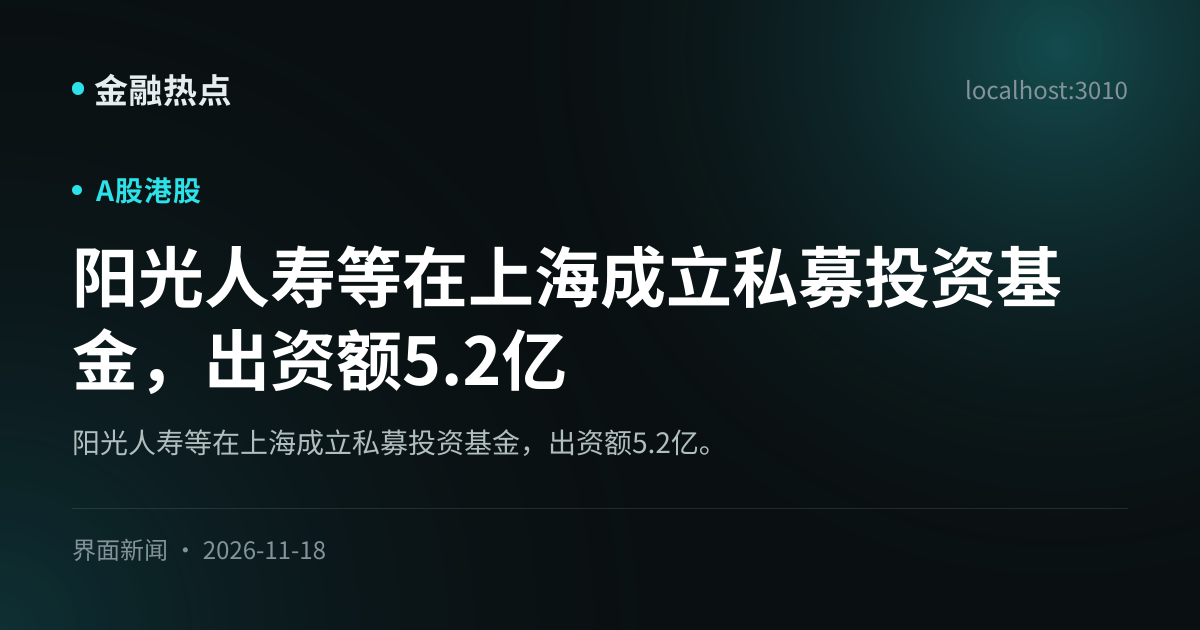 金融热点
localhost:3010
A股港股
阳光人寿等在上海成立私募投资基
金，出资额5.2亿
阳光人寿等在上海成立私募投资基金，出资额5.2亿。
界面新闻 • 2026-11-18